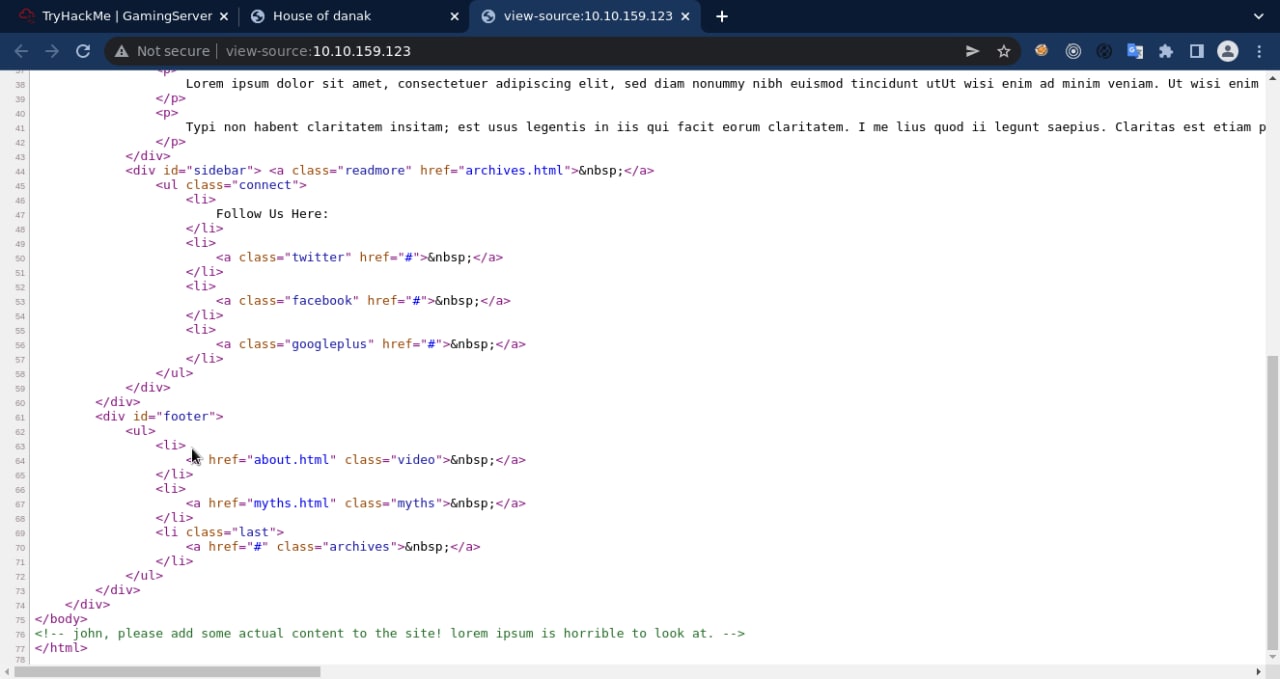 TryHackMe | GamingServer
House of danak
view-source:10.10.159.123
Not secure
view-source:10.10.159.123
37 <p>
38 Lorem ipsum dolor sit amet, consectetuer adipiscing elit, sed diam nonummy nibh euismod tincidunt utUt wisi enim ad minim veniam. Ut wisi enim
39 </p>
40 <p>
41 Typi non habent claritatem insitam; est usus legentis in iis qui facit eorum claritatem. I me lius quod ii legunt saepius. Claritas est etiam p
42 </p>
43 </div>
44 <div id="sidebar"> <a class="readmore" href="archives.html">&nbsp;</a>
45 <ul class="connect">
46 <li>
47 Follow Us Here:
48 </li>
49 <li>
50 <a class="twitter" href="#">&nbsp;</a>
51 </li>
52 <li>
53 <a class="facebook" href="#">&nbsp;</a>
54 </li>
55 <li>
56 <a class="googleplus" href="#">&nbsp;</a>
57 </li>
58 </ul>
59 </div>
60 </div>
61 <div id="footer">
62 <ul>
63 <li>
64 <a href="about.html" class="video">&nbsp;</a>
65 </li>
66 <li>
67 <a href="myths.html" class="myths">&nbsp;</a>
68 </li>
69 <li class="last">
70 <a href="#" class="archives">&nbsp;</a>
71 </li>
72 </ul>
73 </div>
74 </div>
75 </body>
76 <!-- john, please add some actual content to the site! lorem ipsum is horrible to look at. -->
77 </html>
78